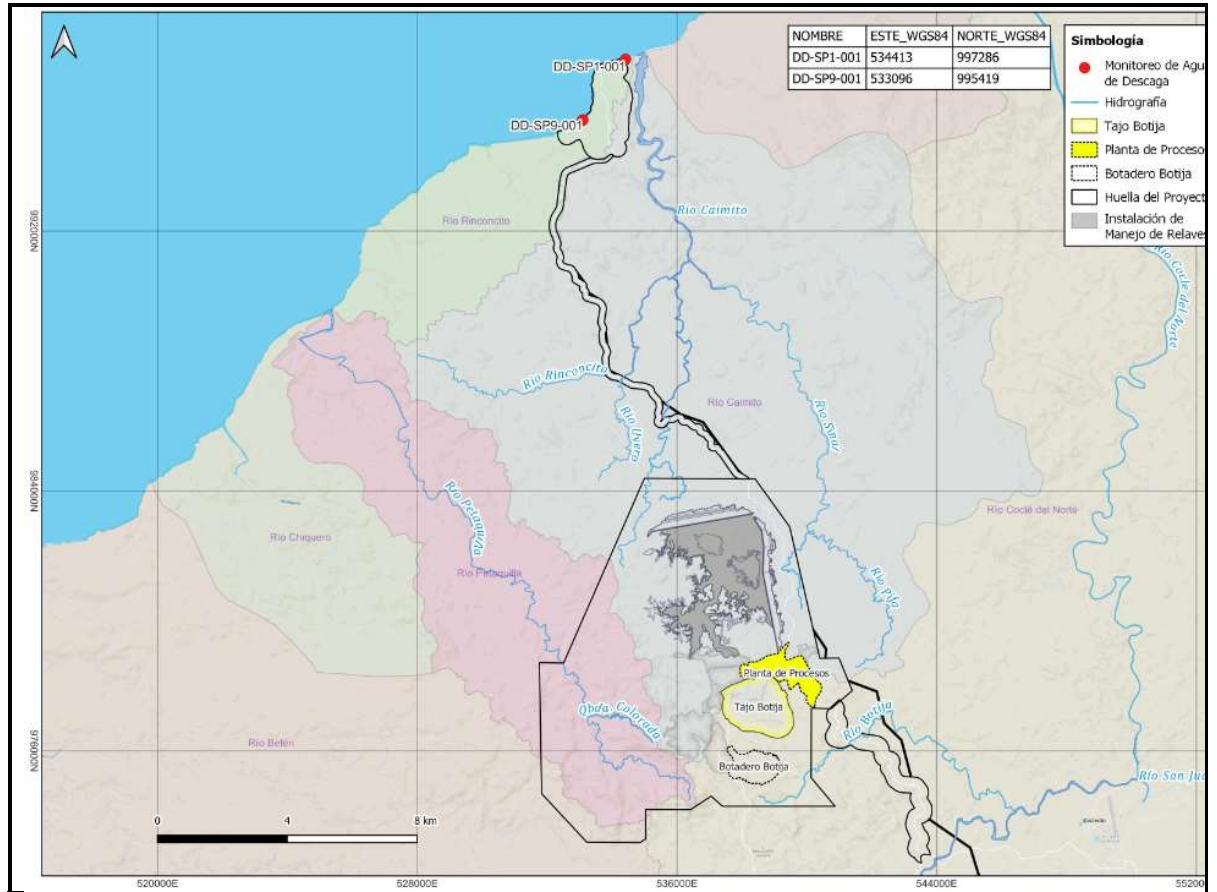 NOMBRE ESTE_WGS84 NORTE_WGS84
DD-SP1-001 534413 997286
DD-SP9-001 533096 995419
Simbología
Monitoreo de Agu
de Descaga
Hidrografía
Tajo Botija
Planta de Procesos
Botadero Botija
Huella del Proyect
Instalación de
Manejo de Relaves
DD-SP1-001
DD-SP9-001
Río Caimito
Río Rinconcito
992000N
Río Coclé del Norte
Río Rinconcito
Río Caimito
Río Uvero
Río Sinar
984000N
Río Petaquilla
Río Coclé del Norte
Río Chiquero
Río Petaquilla
Río Pifa
Planta de Procesos
Tajo Botija
Qbda. Colorada
Río Botija
976000N
Río Belén
Botadero Botija
Río San Jua
0 4 8 km
520000E 528000E 536000E 544000E 55200